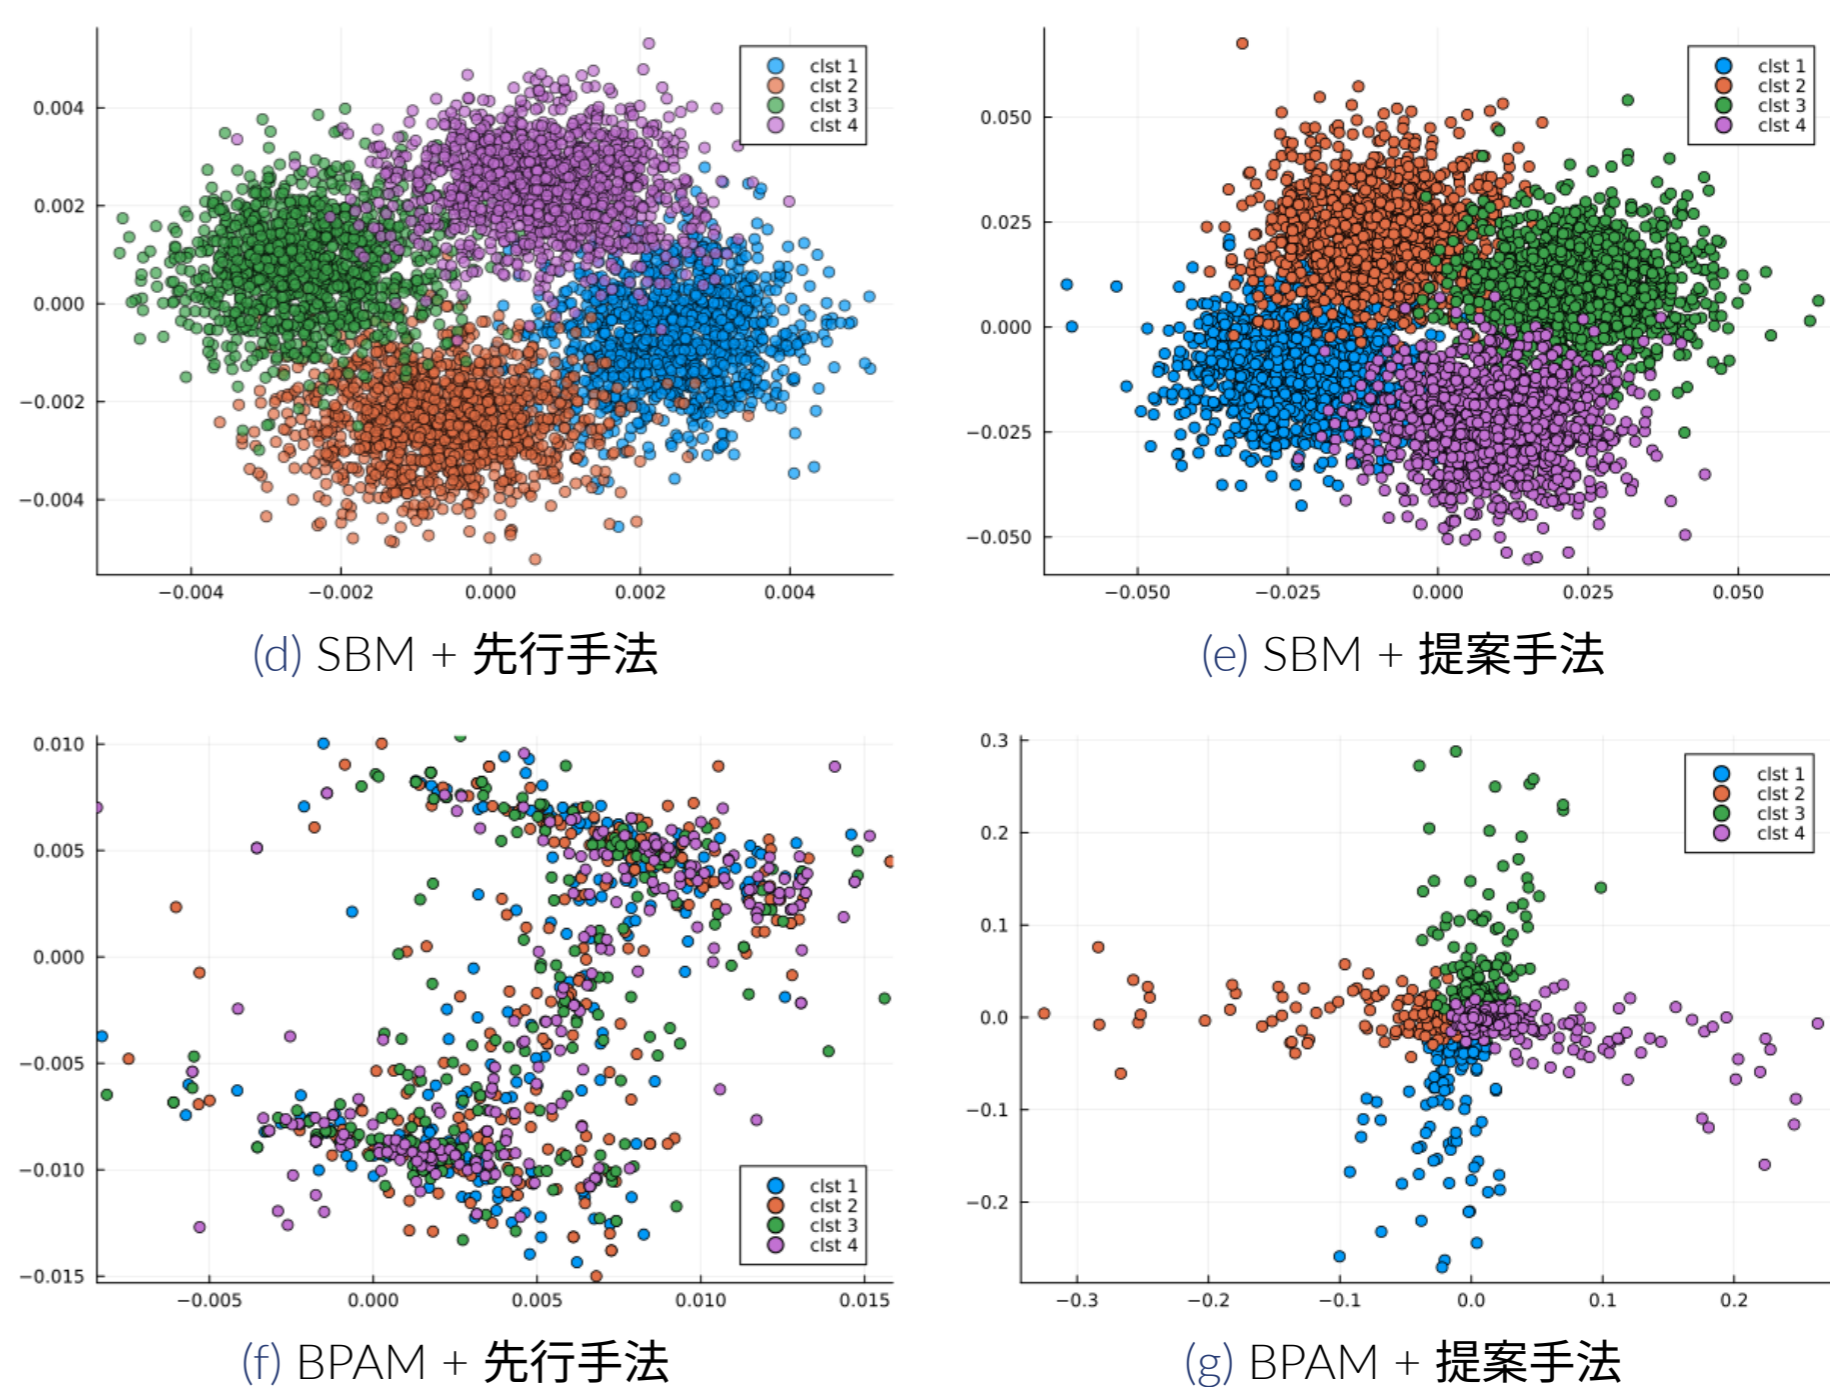 clst 1
clst 2
clst 3
clst 4
0.004
0.002
0.000
−0.002
−0.004
−0.004 −0.002 0.000 0.002 0.004
(d) SBM + 先行手法
clst 1
clst 2
clst 3
clst 4
0.050
0.025
0.000
−0.025
−0.050
−0.050 −0.025 0.000 0.025 0.050
(e) SBM + 提案手法
0.010
0.005
0.000
−0.005
−0.010
−0.015
clst 1
clst 2
clst 3
clst 4
−0.005 0.000 0.005 0.010 0.015
(f) BPAM + 先行手法
0.3
0.2
0.1
0.0
−0.1
−0.2
clst 1
clst 2
clst 3
clst 4
−0.3 −0.2 −0.1 0.0 0.1 0.2
(g) BPAM + 提案手法